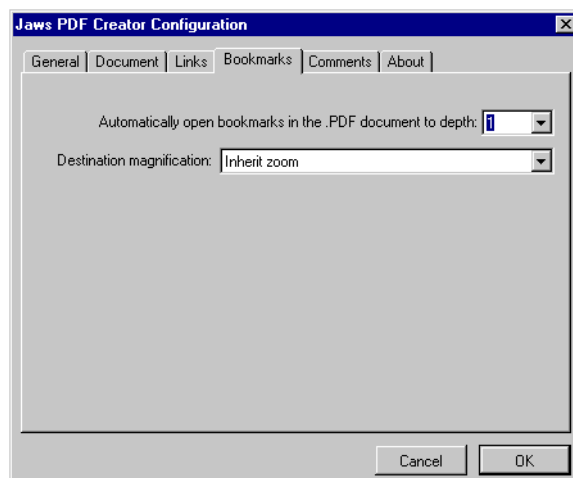 Jaws PDF Creator Configuration
General Document Links Bookmarks Comments About
Automatically open bookmarks in the .PDF document to depth: 1
Destination magnification: Inherit zoom
Cancel OK